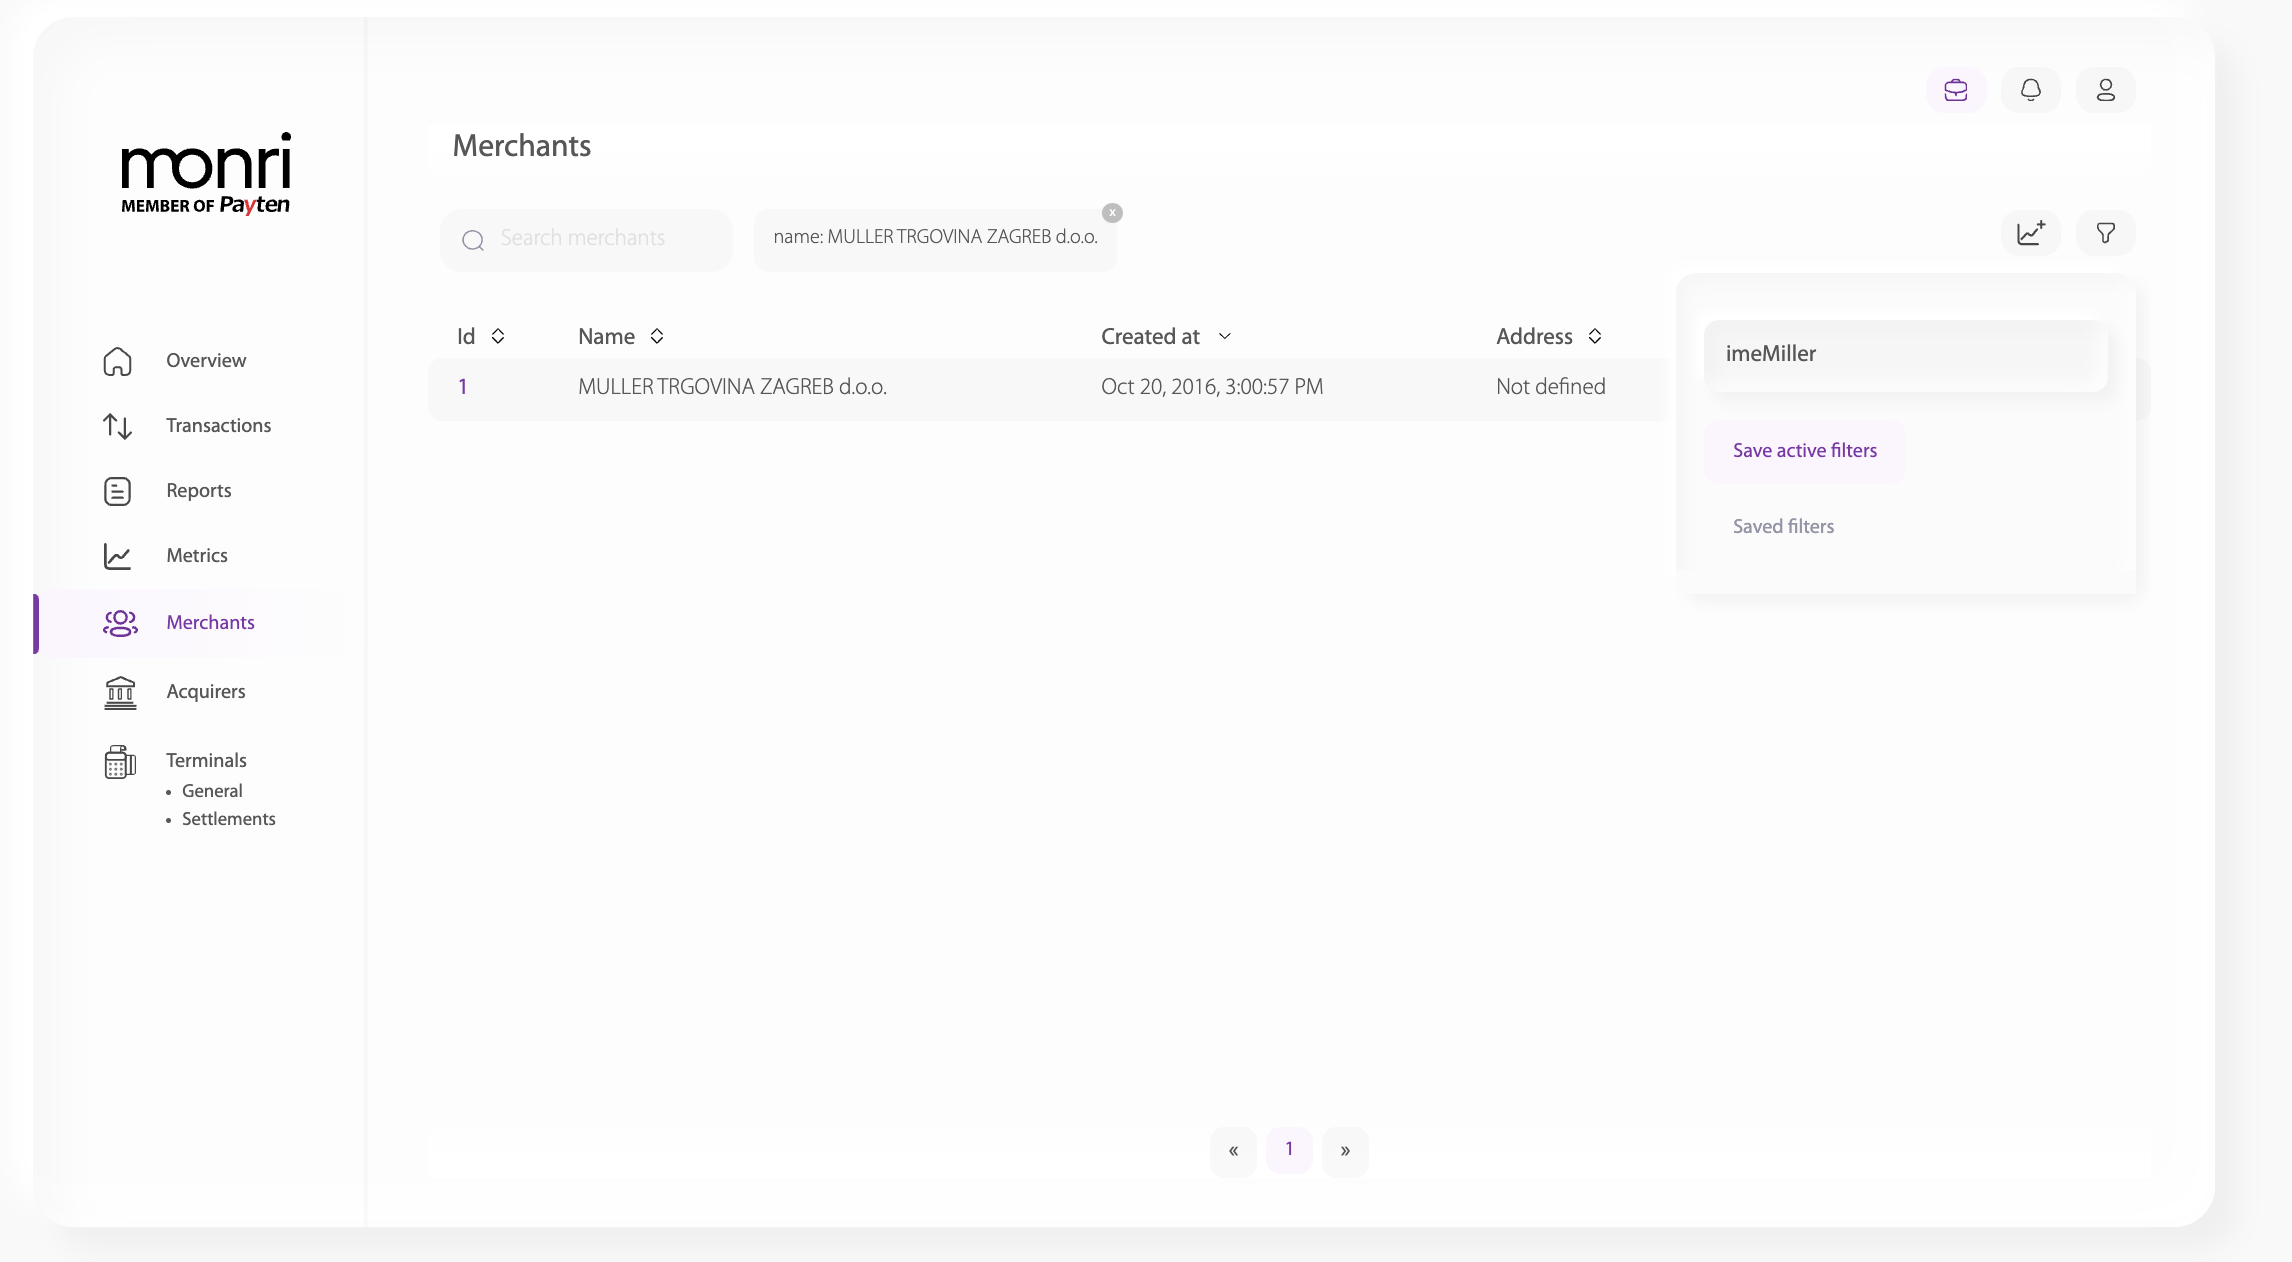 monri
MEMBER OF Payten
Overview
Transactions
Reports
Metrics
Merchants
Acquirers
Terminals
• General
• Settlements
Merchants
Search merchants
name: MULLER TRGOVINA ZAGREB d.o.o.
x
Id Name Created at Address
1 MULLER TRGOVINA ZAGREB d.o.o. Oct 20, 2016, 3:00:57 PM Not defined
imeMiller
Save active filters
Saved filters
« 1 »